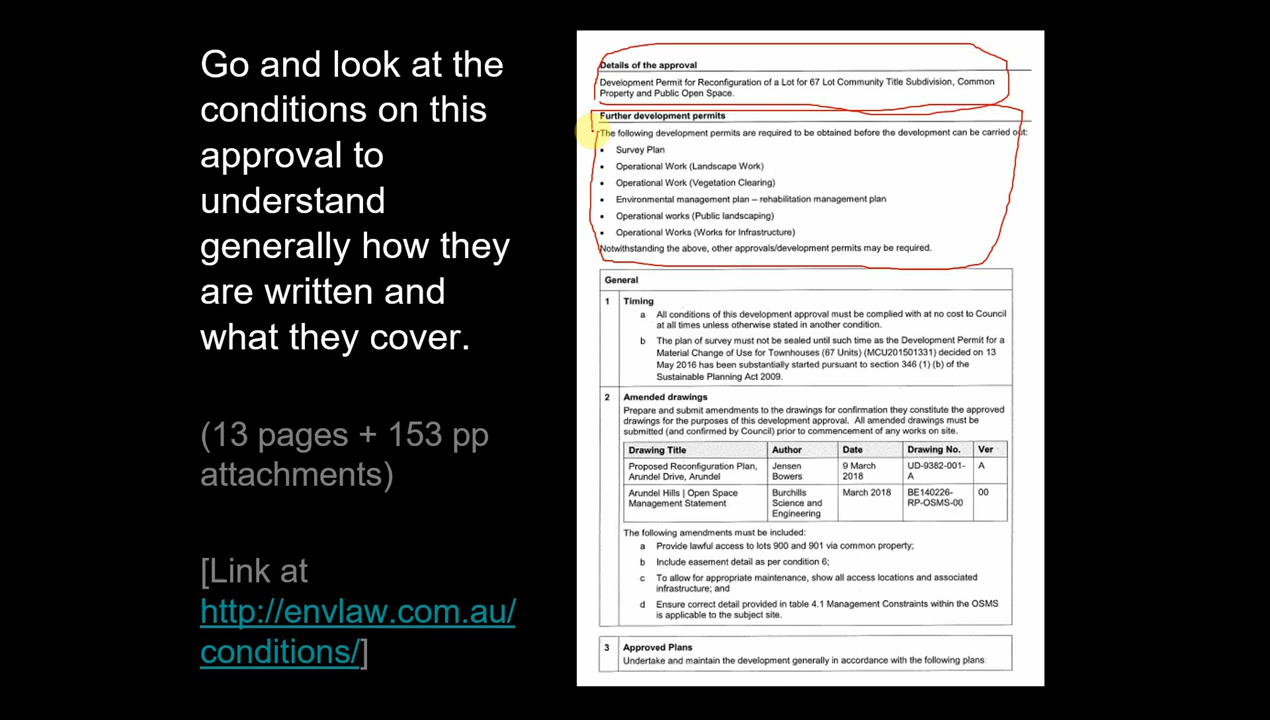 Go and look at the
conditions on this
approval to
understand
generally how they
are written and
what they cover.
(13 pages + 153 pp
attachments)
[Link at
http://envlaw.com.au/
conditions/]
Details of the approval
Development Permit for Reconfiguration of a Lot for 67 Lot Community Title Subdivision, Common
Property and Public Open Space.
Further development permits
The following development permits are required to be obtained before the development can be carried out:
• Survey Plan
• Operational Work (Landscape Work)
• Operational Work (Vegetation Clearing)
• Environmental management plan – rehabilitation management plan
• Operational works (Public landscaping)
• Operational Works (Works for Infrastructure)
Notwithstanding the above, other approvals/development permits may be required.
General
1 Timing
a All conditions of this development approval must be complied with at no cost to Council
at all times unless otherwise stated in another condition.
b The plan of survey must not be sealed until such time as the Development Permit for a
Material Change of Use for Townhouses (67 Units) (MCU201501331) decided on 13
May 2016 has been substantially started pursuant to section 346 (1) (b) of the
Sustainable Planning Act 2009.
2 Amended drawings
Prepare and submit amendments to the drawings for confirmation they constitute the approved
drawings for the purposes of this development approval. All amended drawings must be
submitted (and confirmed by Council) prior to commencement of any works on site.
Drawing Title Author Date Drawing No. Ver
Proposed Reconfiguration Plan, Jensen 9 March UD-9382-001- A
Arundel Drive, Arundel Bowers 2018 A
Arundel Hills | Open Space Burchills March 2018 BE140226- 00
Management Statement Science and RP-OSMS-00
Engineering
The following amendments must be included:
a Provide lawful access to lots 900 and 901 via common property;
b Include easement detail as per condition 6;
c To allow for appropriate maintenance, show all access locations and associated
infrastructure; and
d Ensure correct detail provided in table 4.1 Management Constraints within the OSMS
is applicable to the subject site.
3 Approved Plans
Undertake and maintain the development generally in accordance with the following plans